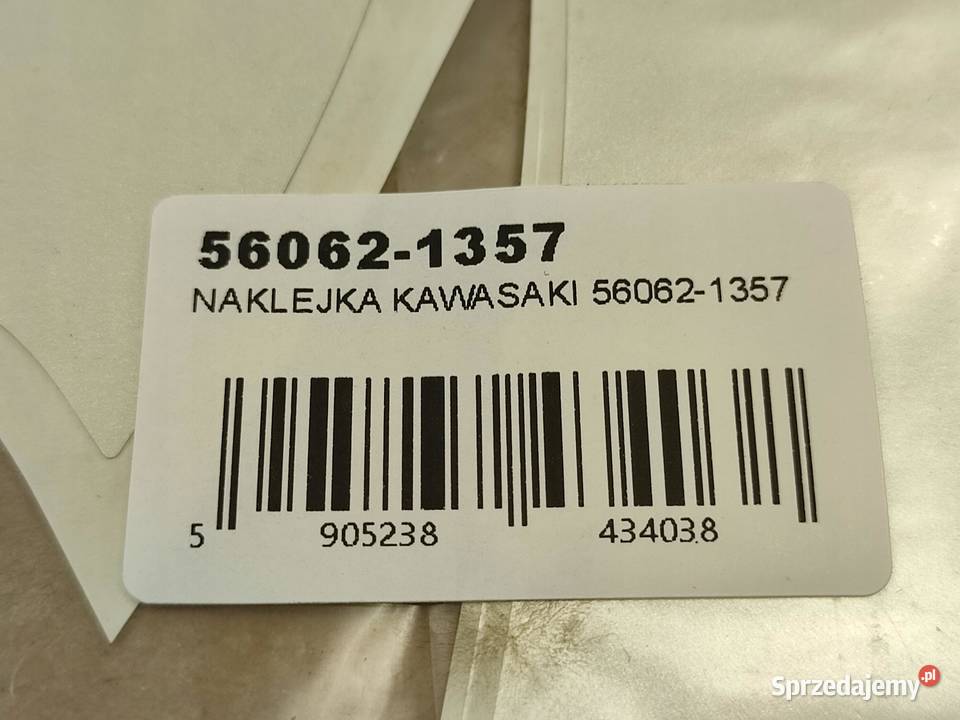 56062-1357
NAKLEJKA KAWASAKI 56062-1357
5 905238 434038
Sprzedajemy.pl